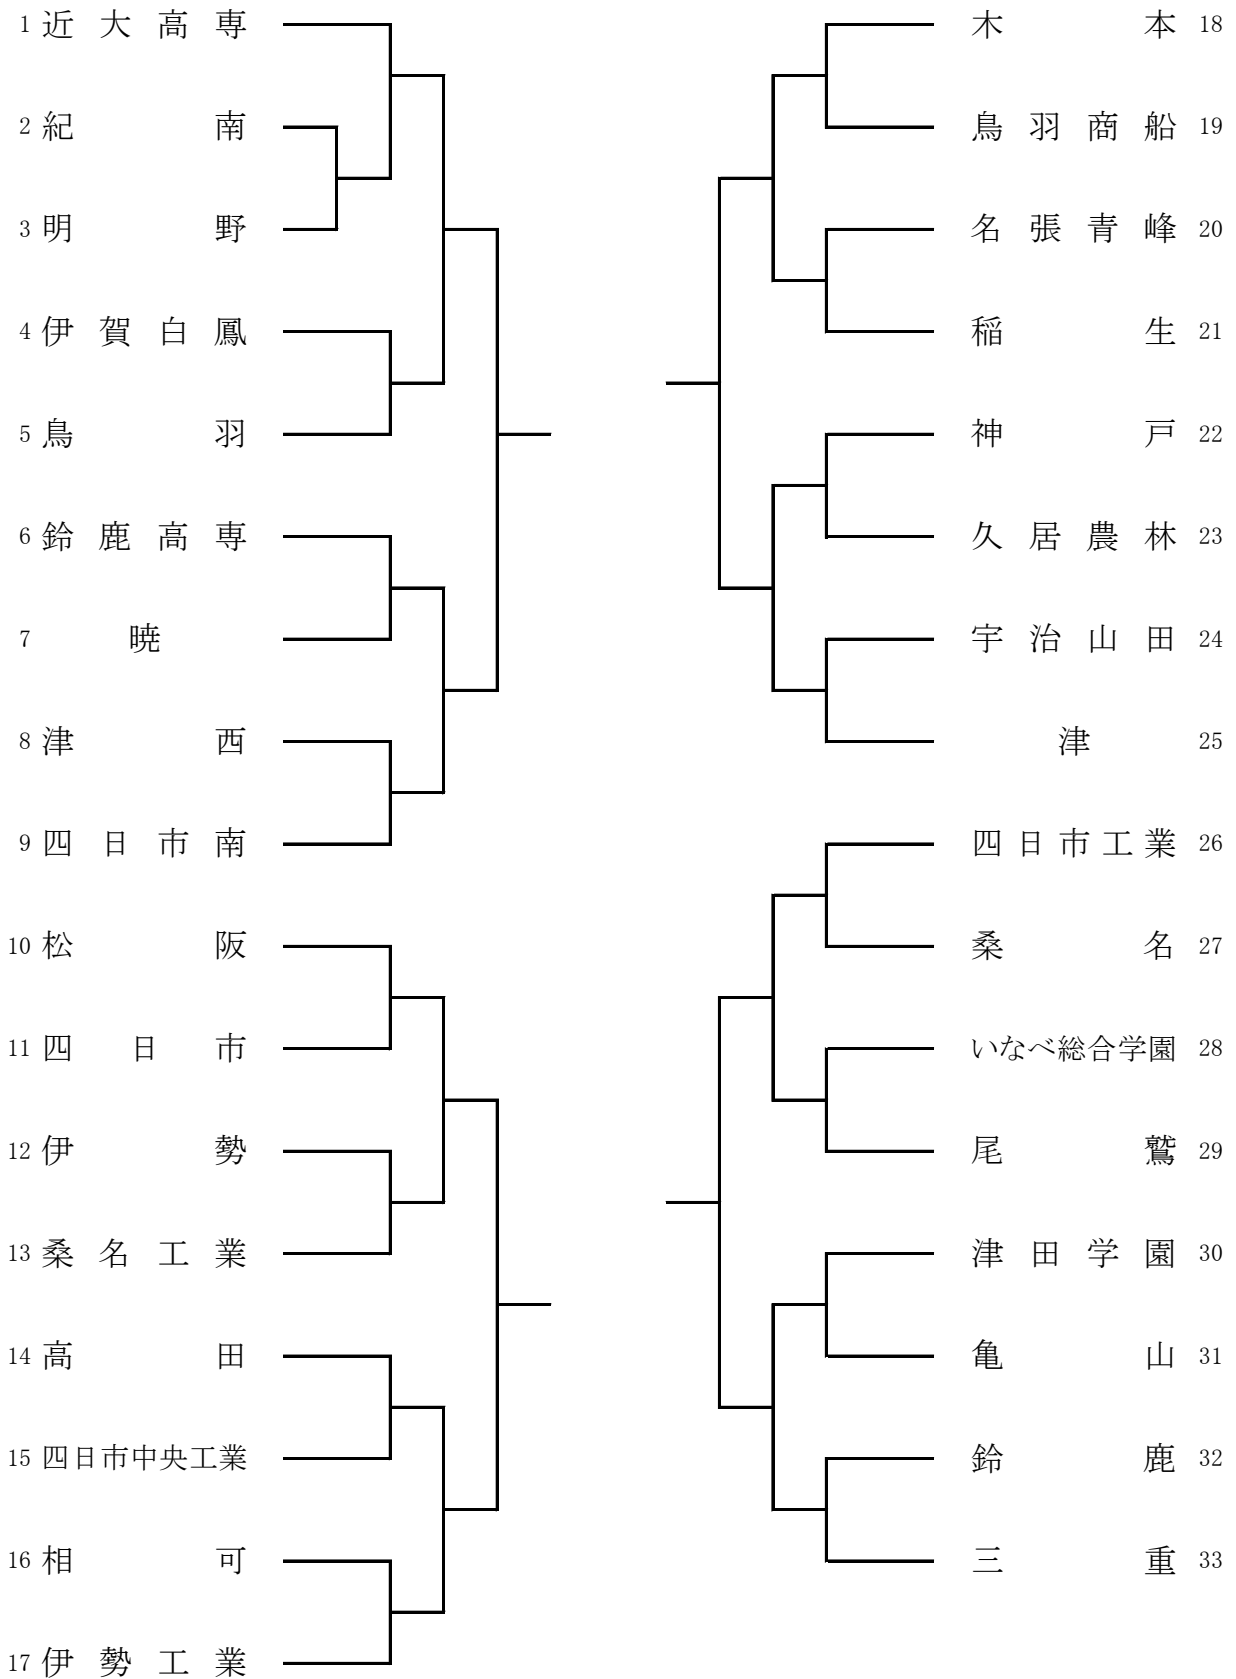 1 近大高専
2 紀南
3 明野
4 伊賀白鳳
5 鳥羽
6 鈴鹿高専
7 暁
8 津西
9 四日市南
10 松阪
11 四日市
12 伊勢
13 桑名工業
14 高田
15 四日市中央工業
16 相可
17 伊勢工業
木本 18
鳥羽商船 19
名張青峰 20
稲生 21
神戸 22
久居農林 23
宇治山田 24
津 25
四日市工業 26
桑名 27
いなべ総合学園 28
尾鷲 29
津田学園 30
亀山 31
鈴鹿 32
三重 33